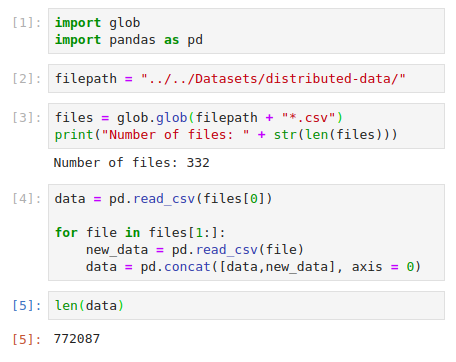 [1]: import glob
import pandas as pd
[2]: filepath = "../../Datasets/distributed-data/"
[3]: files = glob.glob(filepath + "*.csv")
print("Number of files: " + str(len(files)))
Number of files: 332
[4]: data = pd.read_csv(files[0])
for file in files[1:]:
    new_data = pd.read_csv(file)
    data = pd.concat([data,new_data], axis = 0)
[5]: len(data)
[5]: 772087